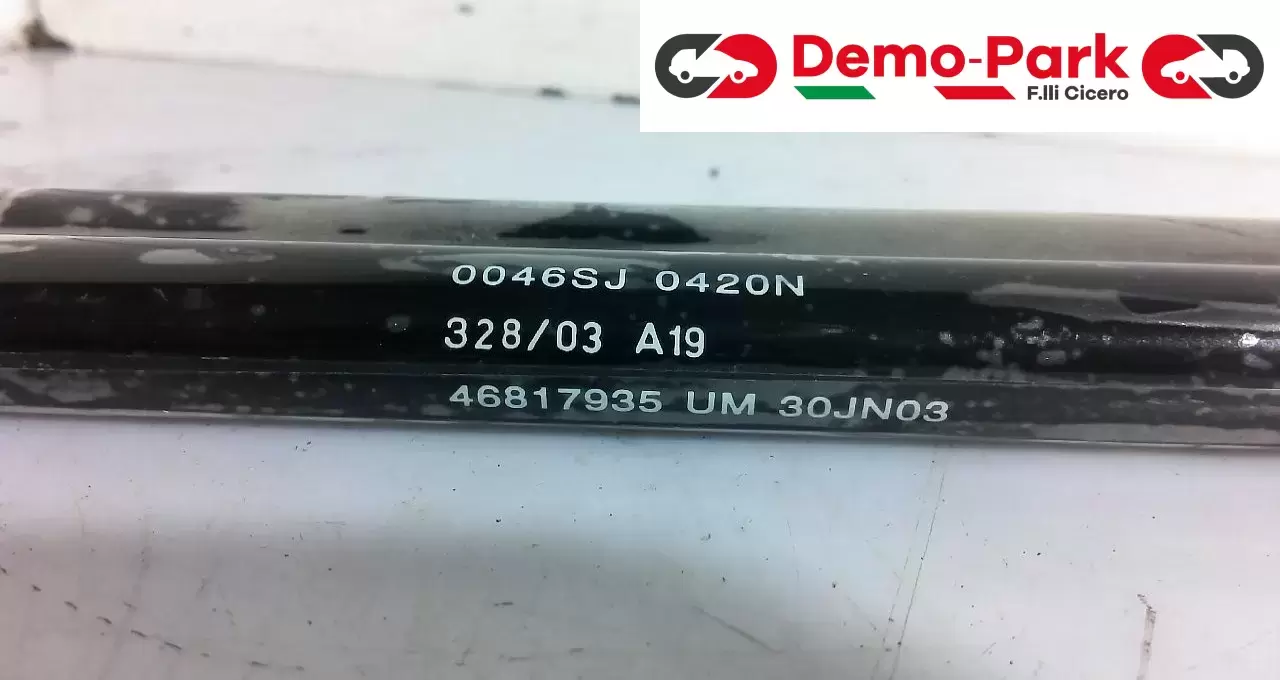 Demo-Park
F.lli Cicero
0046SJ 0420N
328/03 A19
46817935 UM 30JN03